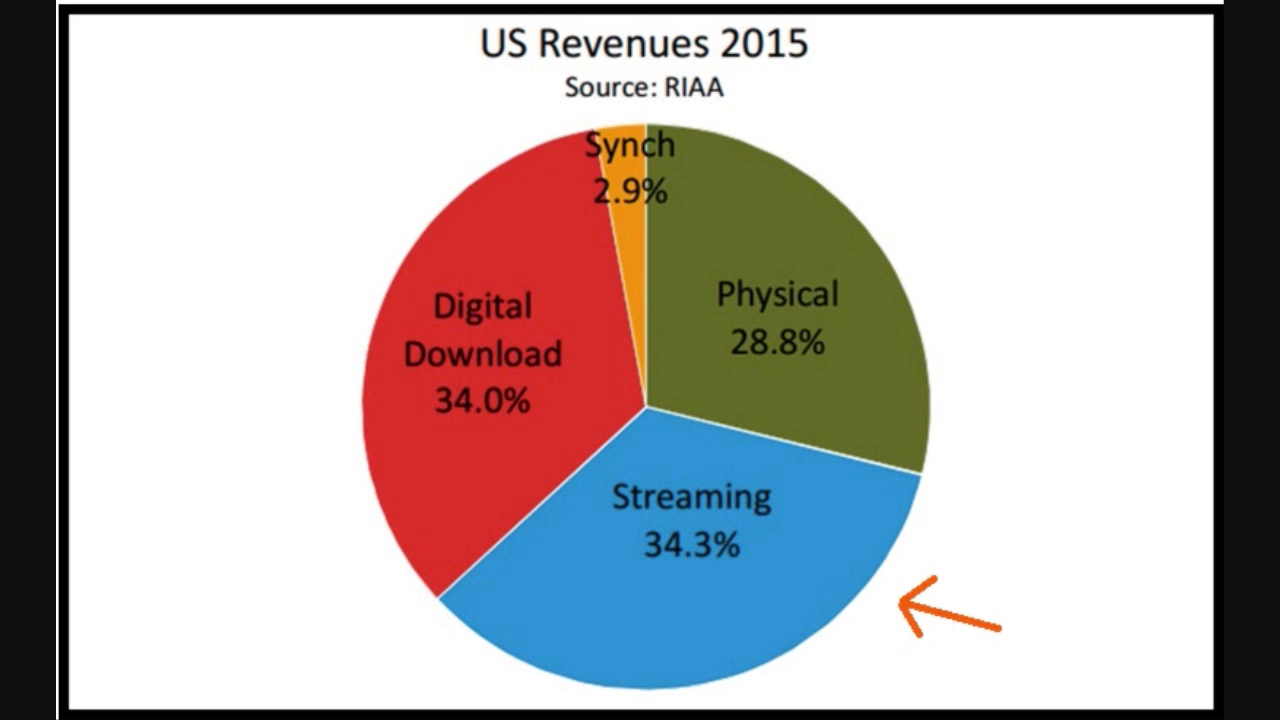 US Revenues 2015
Source: RIAA
Synch
2.9%
Physical
28.8%
Digital
Download
34.0%
Streaming
34.3%